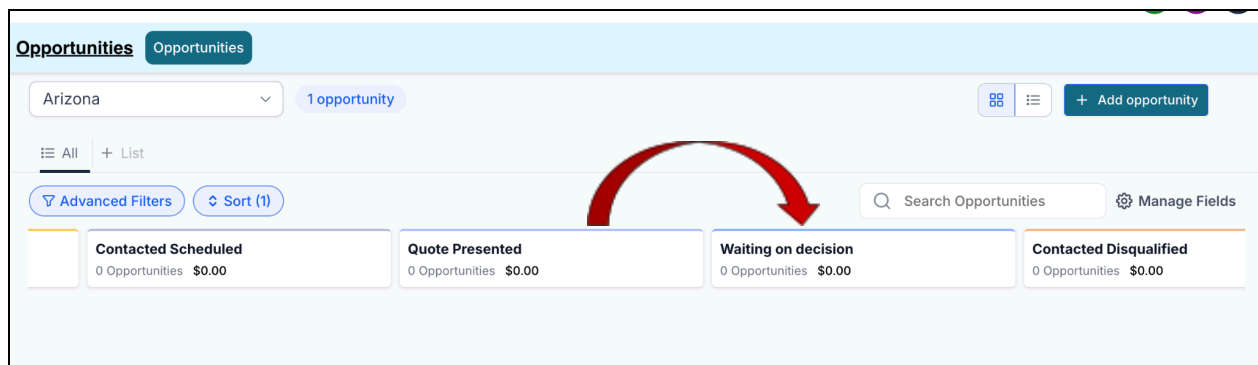 Opportunities Opportunities
Arizona 1 opportunity + Add opportunity
All + List
Advanced Filters Sort (1) Search Opportunities Manage Fields
Contacted Scheduled Quote Presented Waiting on decision Contacted Disqualified
0 Opportunities $0.00 0 Opportunities $0.00 0 Opportunities $0.00 0 Opportunities $0.00